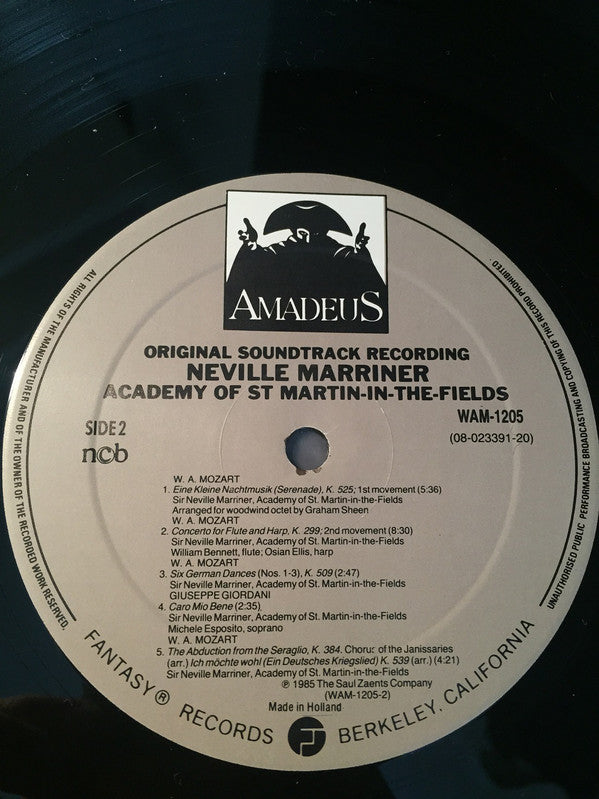 AMADEUS
ORIGINAL SOUNDTRACK RECORDING
NEVILLE MARRINER
ACADEMY OF ST MARTIN-IN-THE-FIELDS
SIDE 2
ncb
WAM-1205
(08-023391-20)
W. A. MOZART
1. Eine Kleine Nachtmusik (Serenade), K. 525; 1st movement (5:36)
Sir Neville Marriner, Academy of St. Martin-in-the-Fields
Arranged for woodwind octet by Graham Sheen
W. A. MOZART
2. Concerto for Flute and Harp, K. 299; 2nd movement (8:30)
Sir Neville Marriner, Academy of St. Martin-in-the-Fields
William Bennett, flute; Osian Ellis, harp
W. A. MOZART
3. Six German Dances (Nos. 1-3), K. 509 (2:47)
Sir Neville Marriner, Academy of St. Martin-in-the-Fields
GIUSEPPE GIORDANI
4. Caro Mio Bene (2:35)
Sir Neville Marriner, Academy of St. Martin-in-the-Fields
Michele Esposito, soprano
W. A. MOZART
5. The Abduction from the Seraglio, K. 384. Chorus of the Janissaries
(arr.) Ich möchte wohl (Ein Deutsches Kriegslied) K. 539 (arr.) (4:21)
Sir Neville Marriner, Academy of St. Martin-in-the-Fields
℗ 1985 The Saul Zaents Company
(WAM-1205-2)
Made in Holland
FANTASY® RECORDS BERKELEY, CALIFORNIA
ALL RIGHTS OF THE MANUFACTURER AND OF THE OWNER OF THE RECORDED WORK RESERVED.
UNAUTHORISED PUBLIC PERFORMANCE BROADCASTING AND COPYING OF THIS RECORD PROHIBITED.